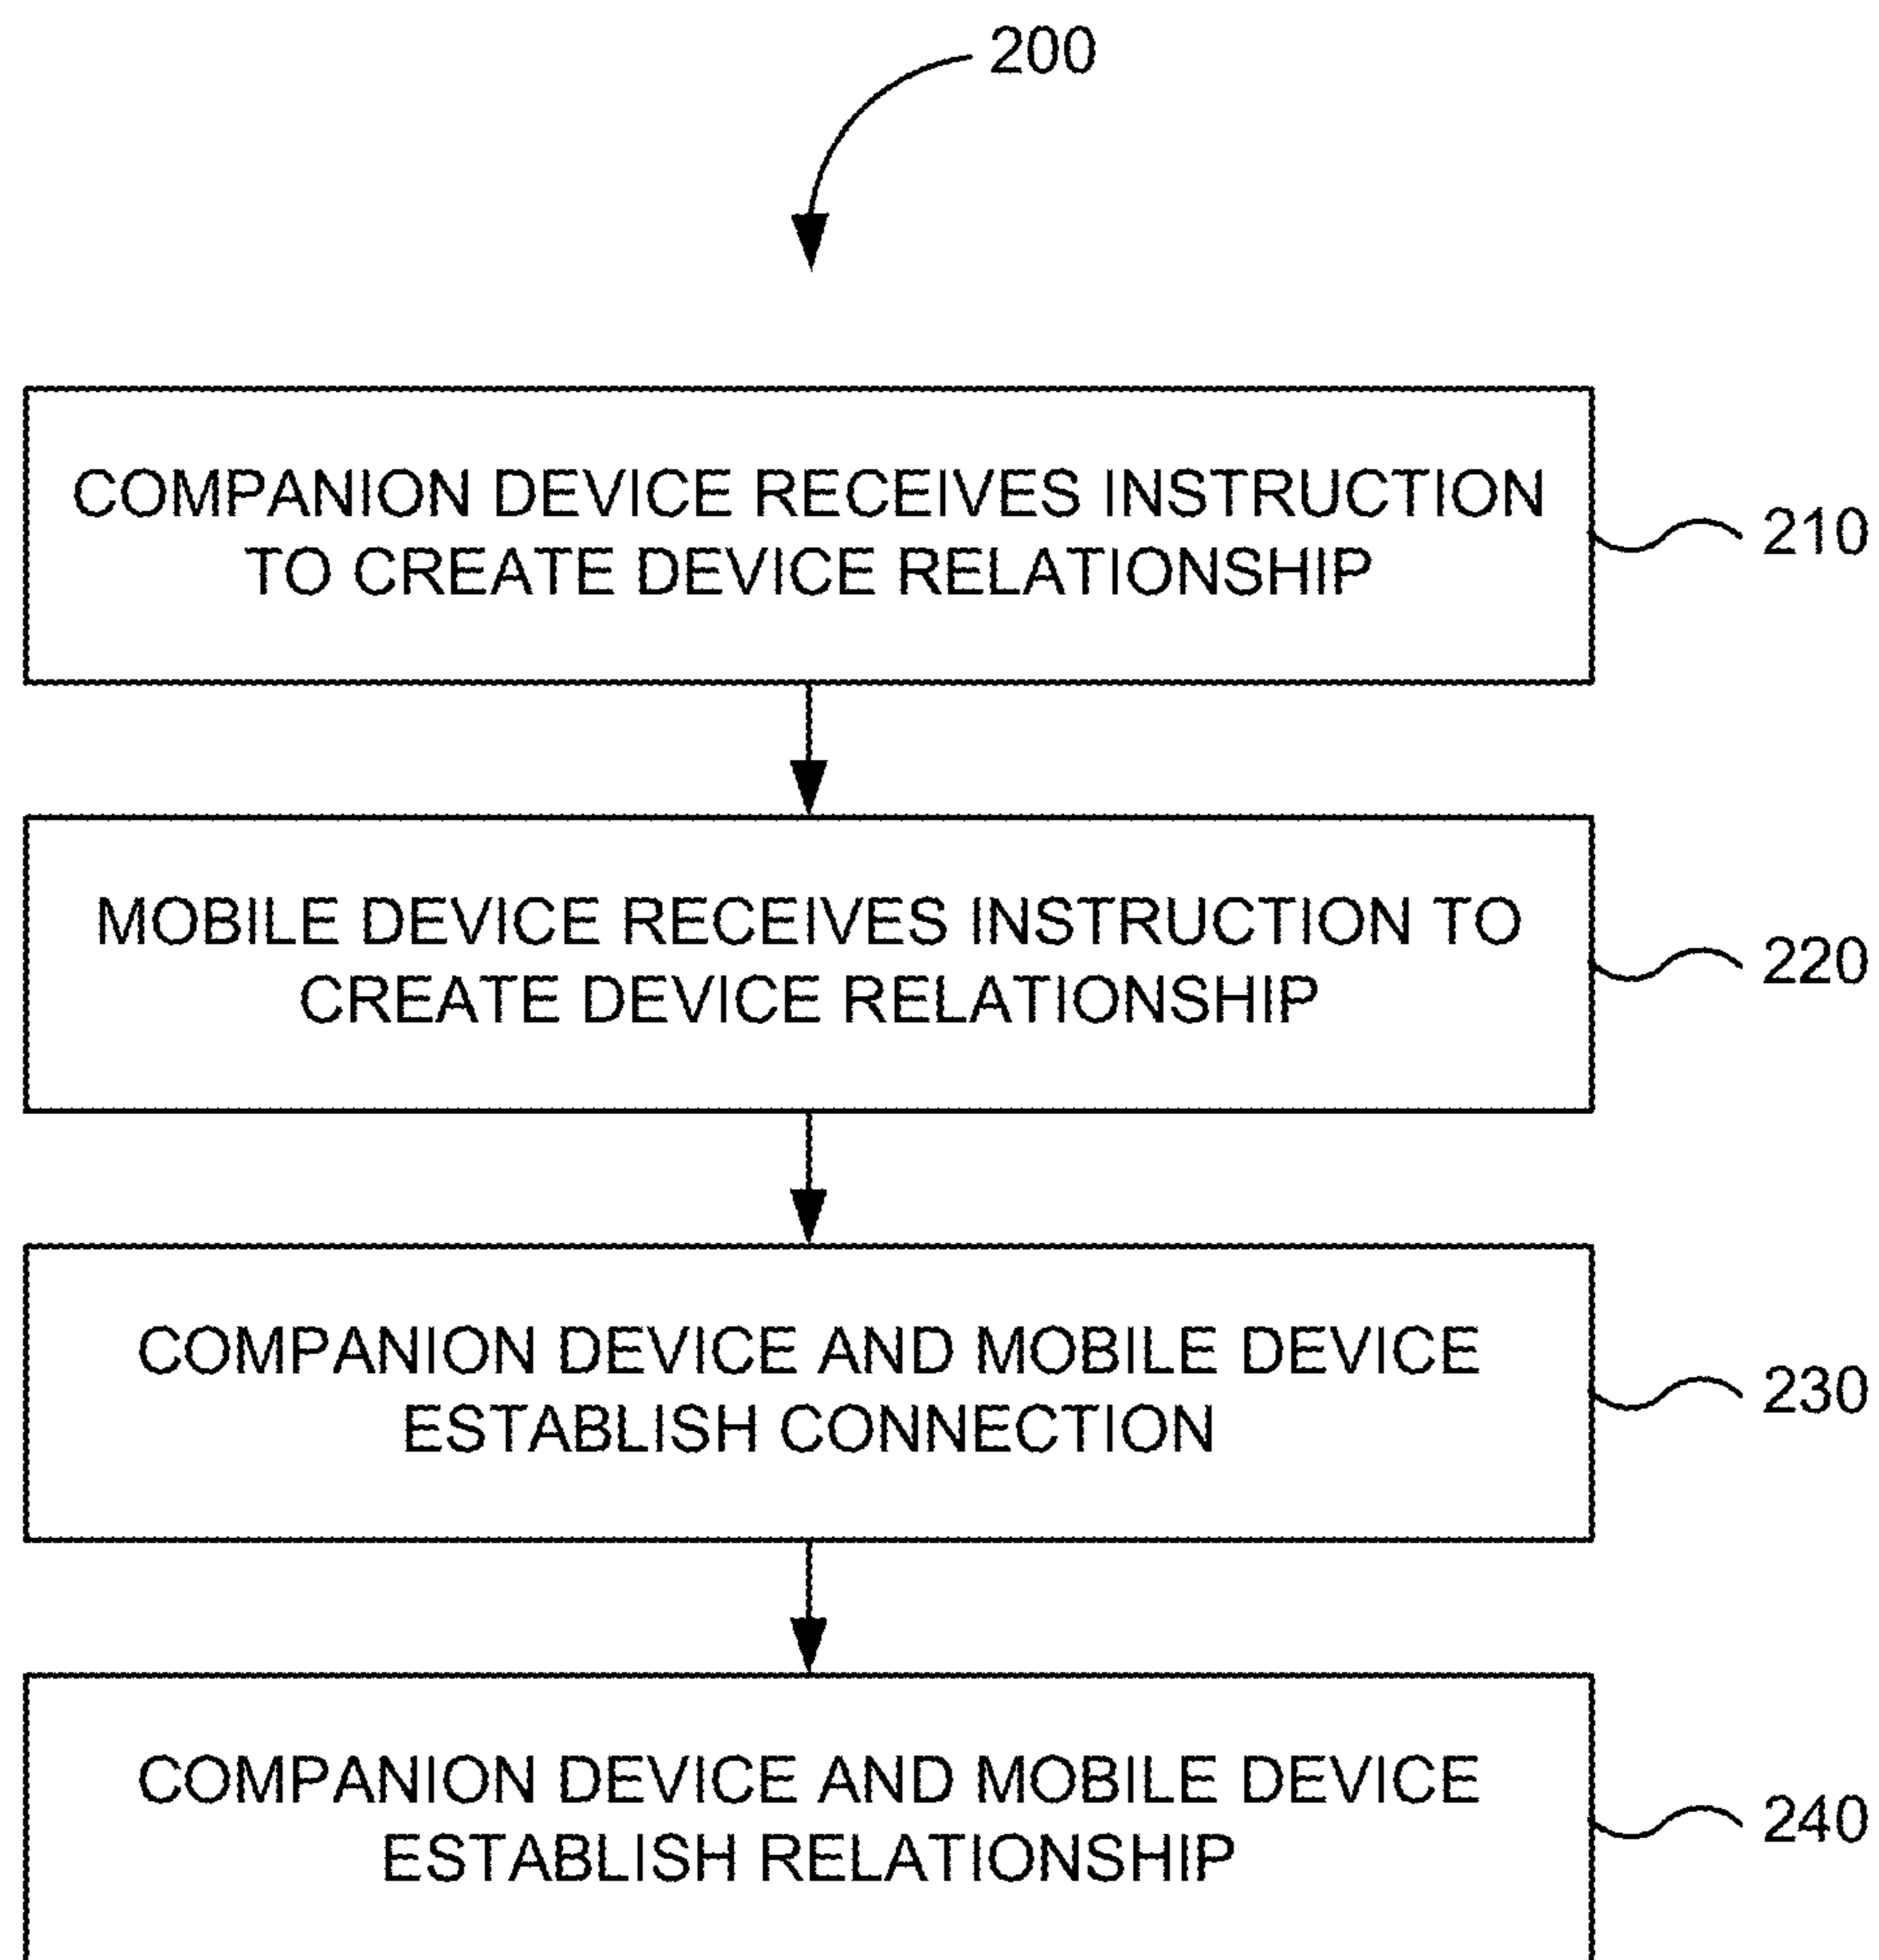 200
COMPANION DEVICE RECEIVES INSTRUCTION
TO CREATE DEVICE RELATIONSHIP
210
MOBILE DEVICE RECEIVES INSTRUCTION TO
CREATE DEVICE RELATIONSHIP
220
COMPANION DEVICE AND MOBILE DEVICE
ESTABLISH CONNECTION
230
COMPANION DEVICE AND MOBILE DEVICE
ESTABLISH RELATIONSHIP
240